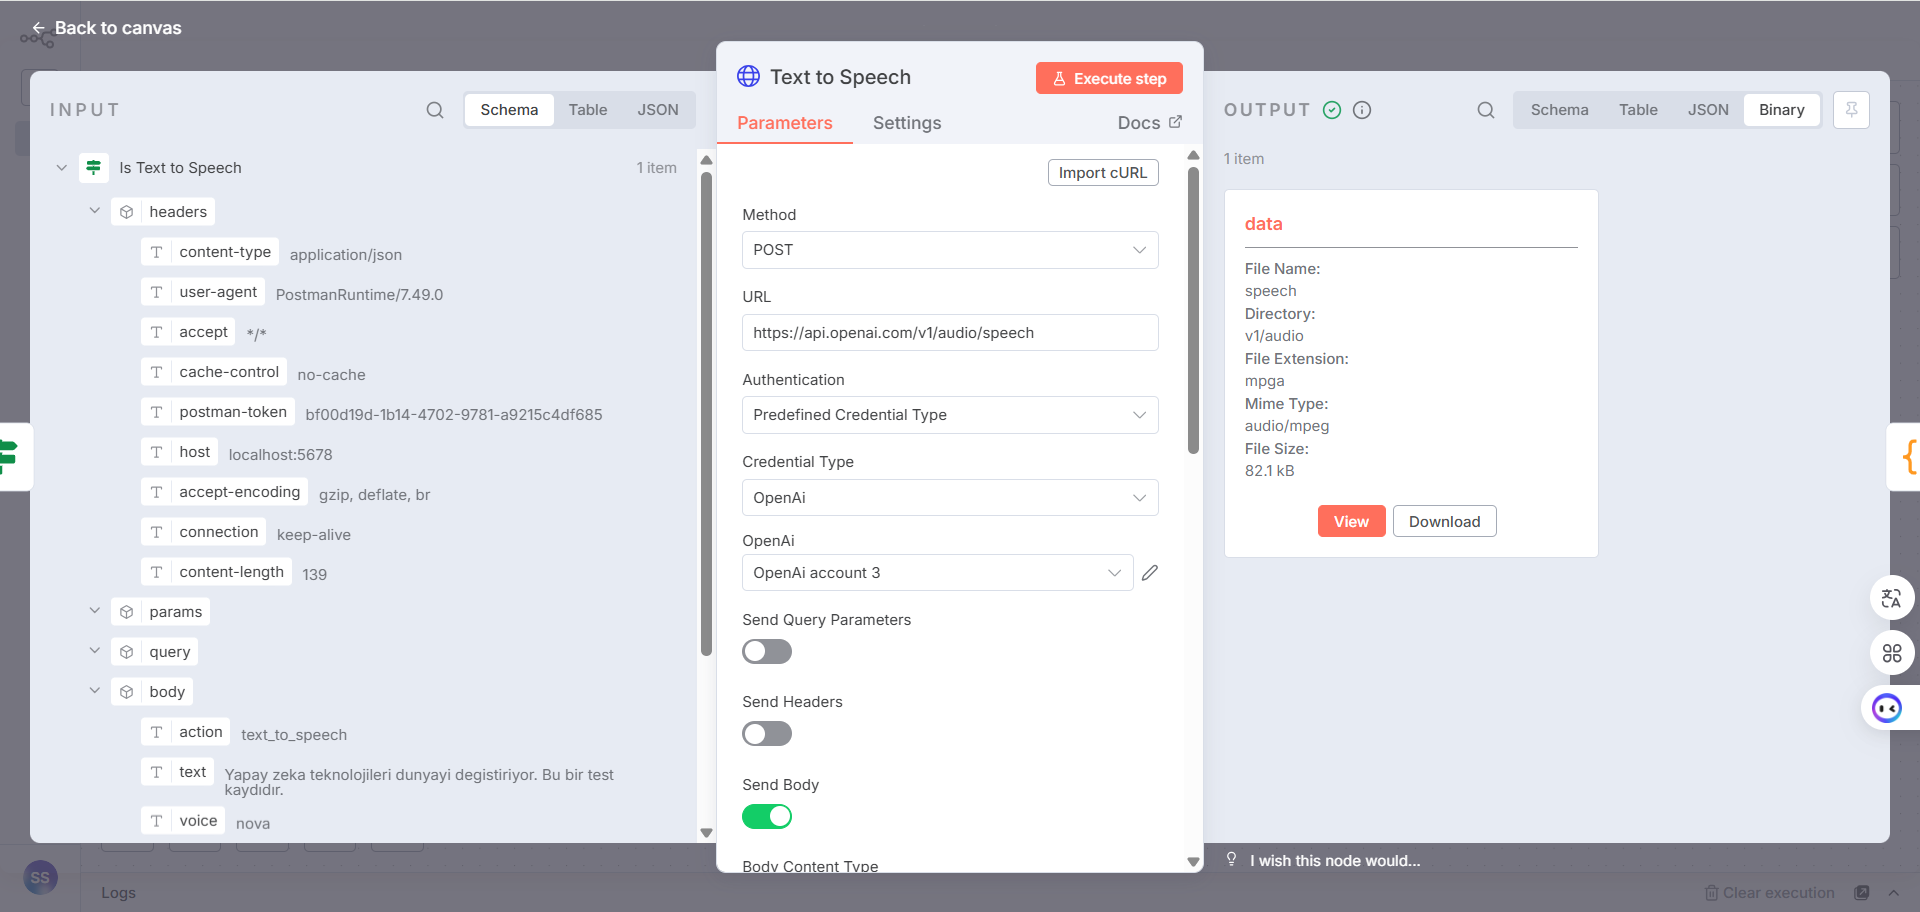 Back to canvas
INPUT
Schema
Table
JSON
Is Text to Speech
1 item
headers
T content-type application/json
T user-agent PostmanRuntime/7.49.0
T accept */*
T cache-control no-cache
T postman-token bf00d19d-1b14-4702-9781-a9215c4df685
T host localhost:5678
T accept-encoding gzip, deflate, br
T connection keep-alive
T content-length 139
params
query
body
T action text_to_speech
T text Yapay zeka teknolojileri dunyayi degistiriyor. Bu bir test
kaydıdır.
T voice nova
Text to Speech
Execute step
Parameters
Settings
Docs
Import cURL
Method
POST
URL
https://api.openai.com/v1/audio/speech
Authentication
Predefined Credential Type
Credential Type
OpenAi
OpenAi
OpenAi account 3
Send Query Parameters
Send Headers
Send Body
Body Content Type
OUTPUT
Schema
Table
JSON
Binary
1 item
data
File Name:
speech
Directory:
v1/audio
File Extension:
mpga
Mime Type:
audio/mpeg
File Size:
82.1 kB
View
Download
I wish this node would...
SS
Logs
Clear execution